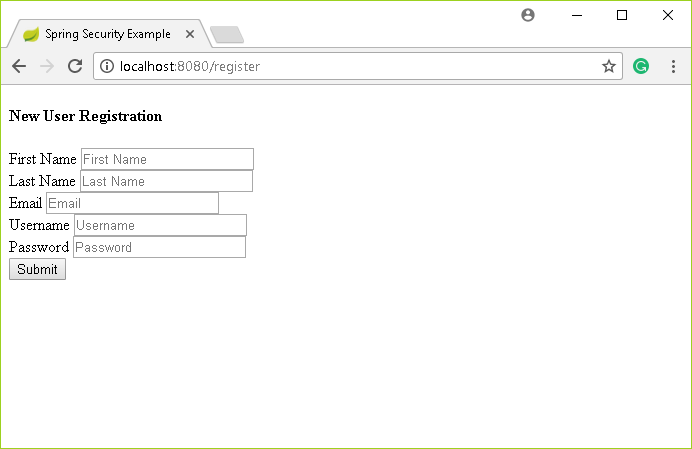 Spring Security Example
localhost:8080/register
New User Registration
First Name First Name
Last Name Last Name
Email Email
Username Username
Password Password
Submit